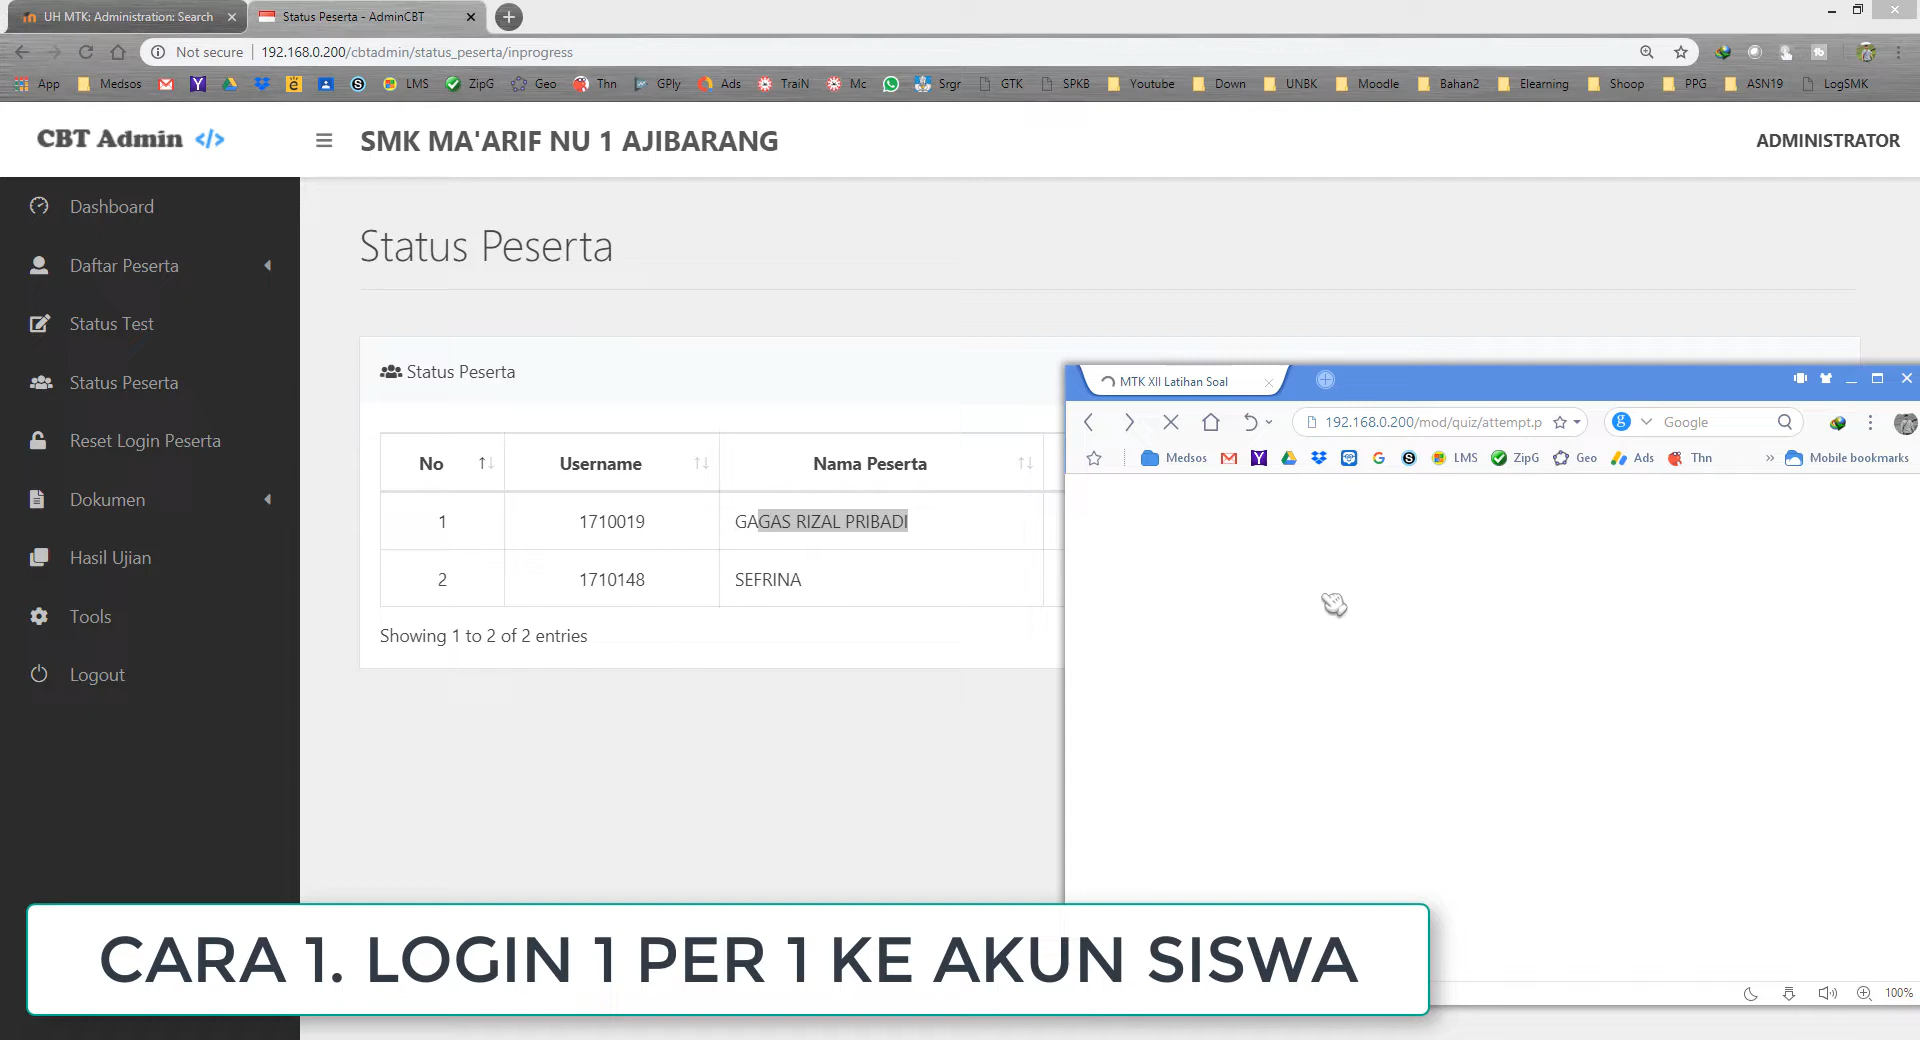 UH MTK: Administration: Search
Status Peserta - AdminCBT
Not secure
192.168.0.200/cbtadmin/status_peserta/inprogress
App Medsos LMS ZipG Geo Thn GPly Ads TraiN Mc Srgr GTK SPKB Youtube Down UNBK Moodle Bahan2 Elearning Shoop PPG ASN19 LogSMK
CBT Admin </>
SMK MA'ARIF NU 1 AJIBARANG
ADMINISTRATOR
Dashboard
Daftar Peserta
Status Test
Status Peserta
Reset Login Peserta
Dokumen
Hasil Ujian
Tools
Logout
Status Peserta
Status Peserta
No Username Nama Peserta
1 1710019 GAGAS RIZAL PRIBADI
2 1710148 SEFRINA
Showing 1 to 2 of 2 entries
MTK XII Latihan Soal
192.168.0.200/mod/quiz/attempt.p
Google
Medsos LMS ZipG Geo Ads Thn » Mobile bookmarks
CARA 1. LOGIN 1 PER 1 KE AKUN SISWA
100%